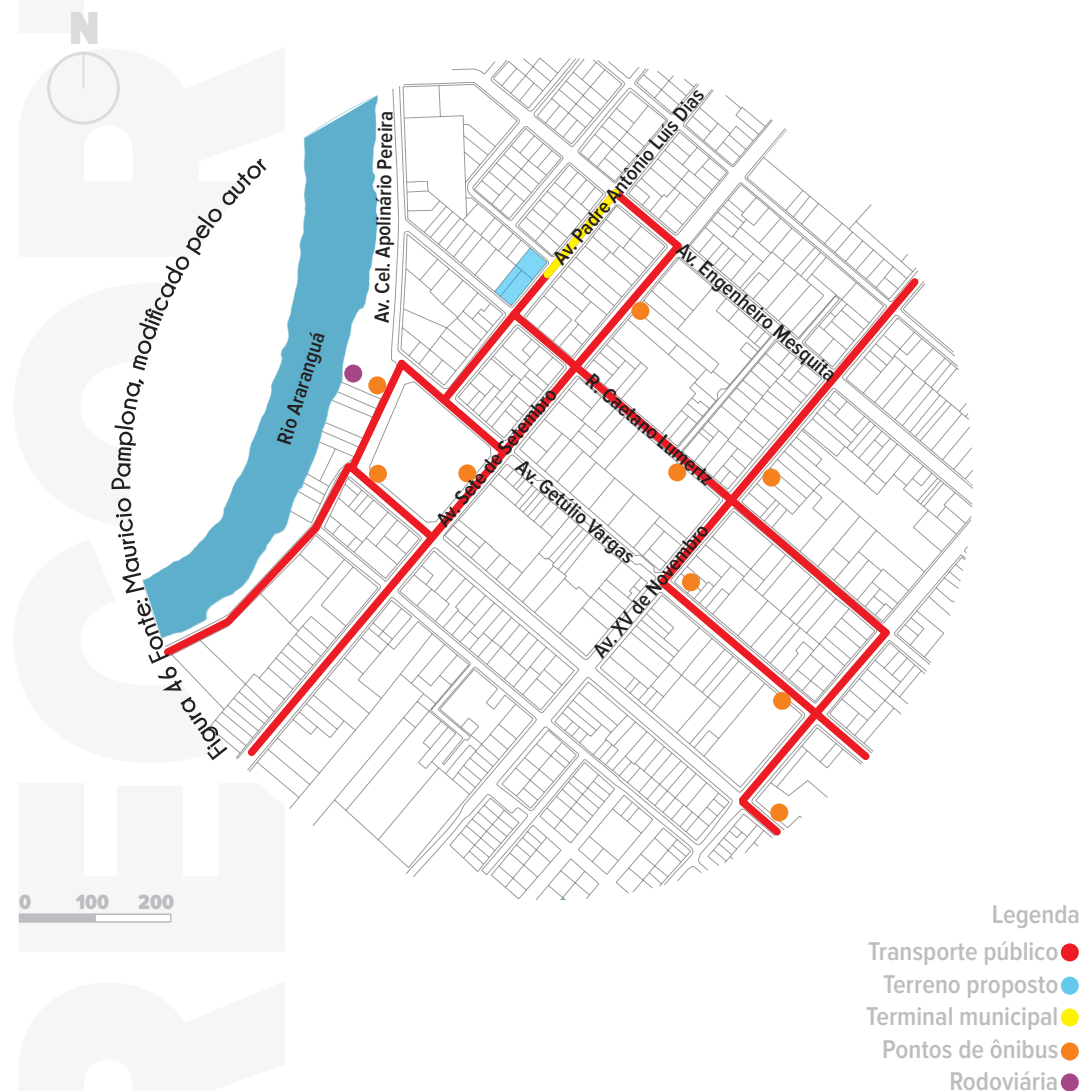 N
Av. Padre Antônio Luís Dias
Av. Cel. Apolinário Pereira
Figura 46 Fonte: Mauricio Pamplona, modificado pelo autor
Av. Engenheiro Mesquita
Rio Araranguá
R. Caetano Lumertz
Av. Sete de Setembro
Av. Getúlio Vargas
Av. XV de Novembro
0 100 200
Legenda
Transporte público
Terreno proposto
Terminal municipal
Pontos de ônibus
Rodoviária